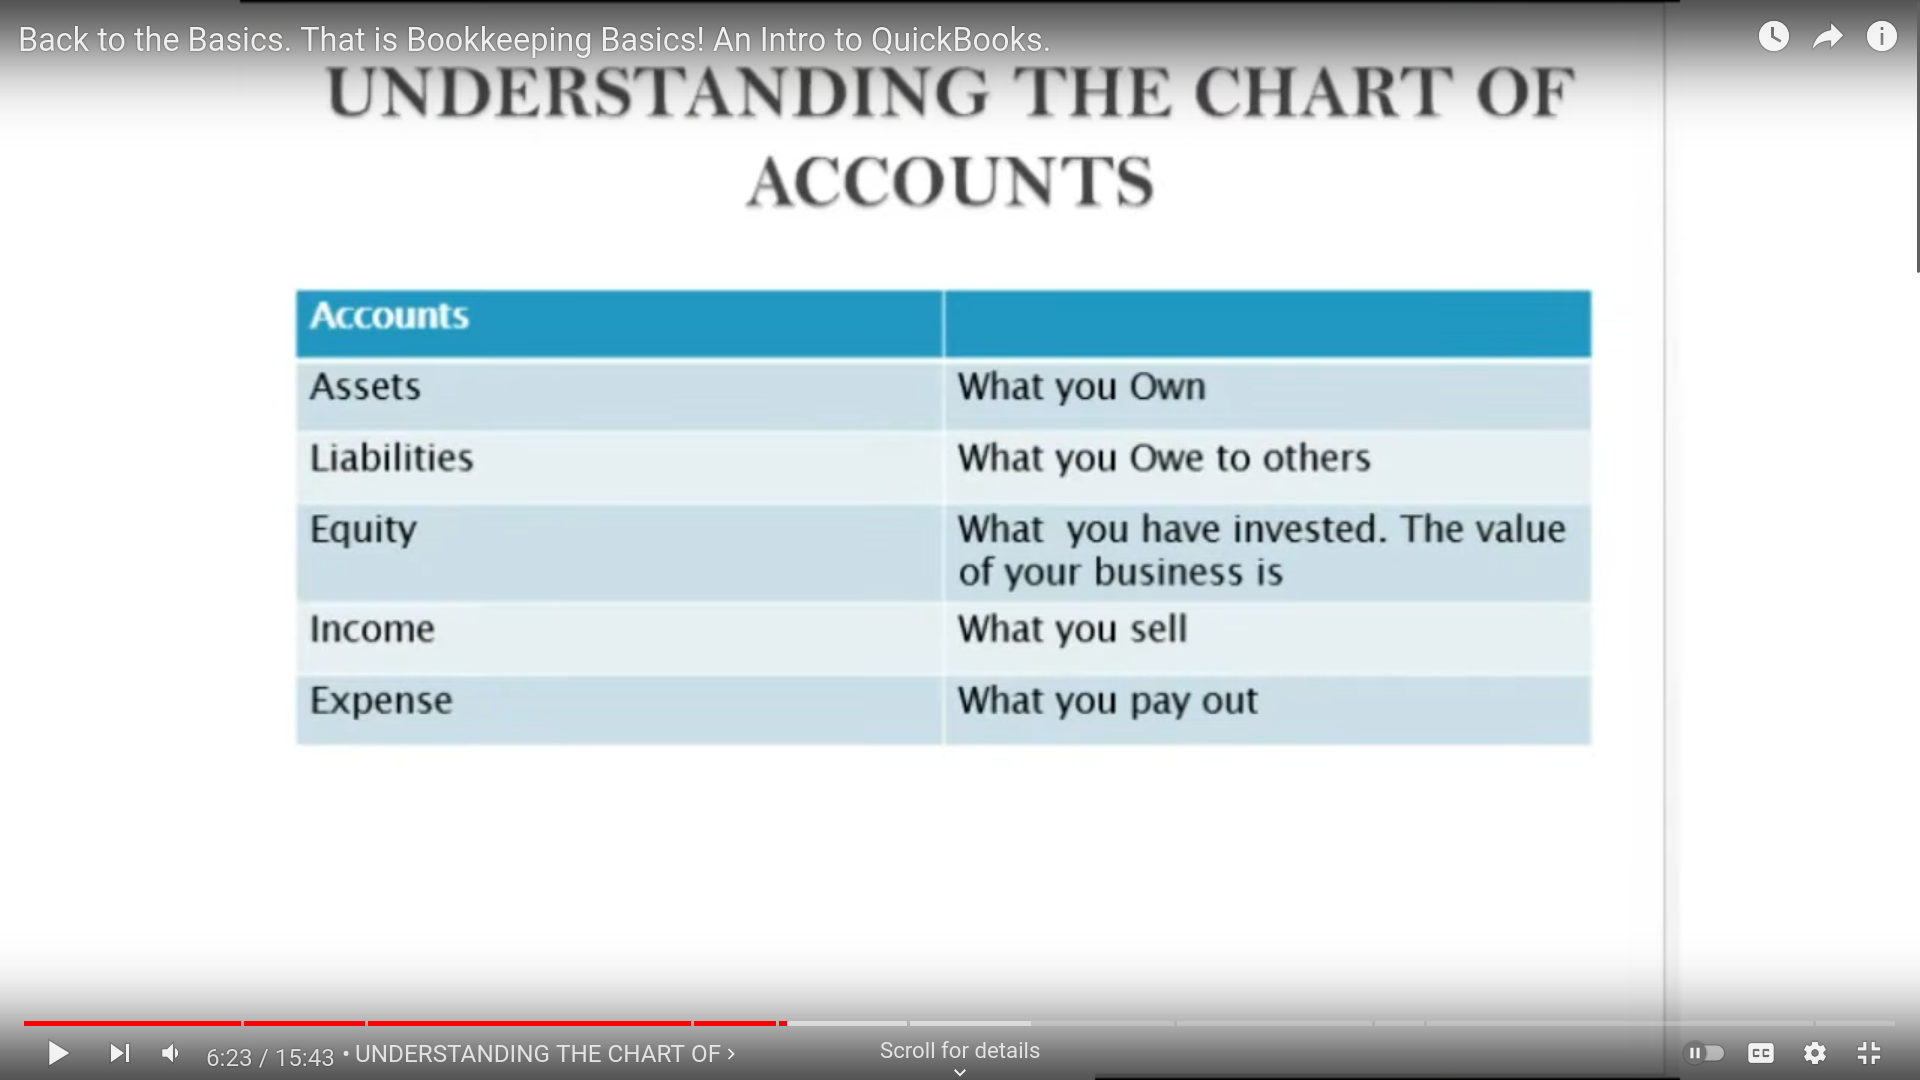 Back to the Basics. That is Bookkeeping Basics! An Intro to QuickBooks.
UNDERSTANDING THE CHART OF
ACCOUNTS
Accounts
Assets
What you Own
Liabilities
What you Owe to others
Equity
What  you have invested. The value
of your business is
Income
What you sell
Expense
What you pay out
6:23 / 15:43 • UNDERSTANDING THE CHART OF ›
Scroll for details
CC